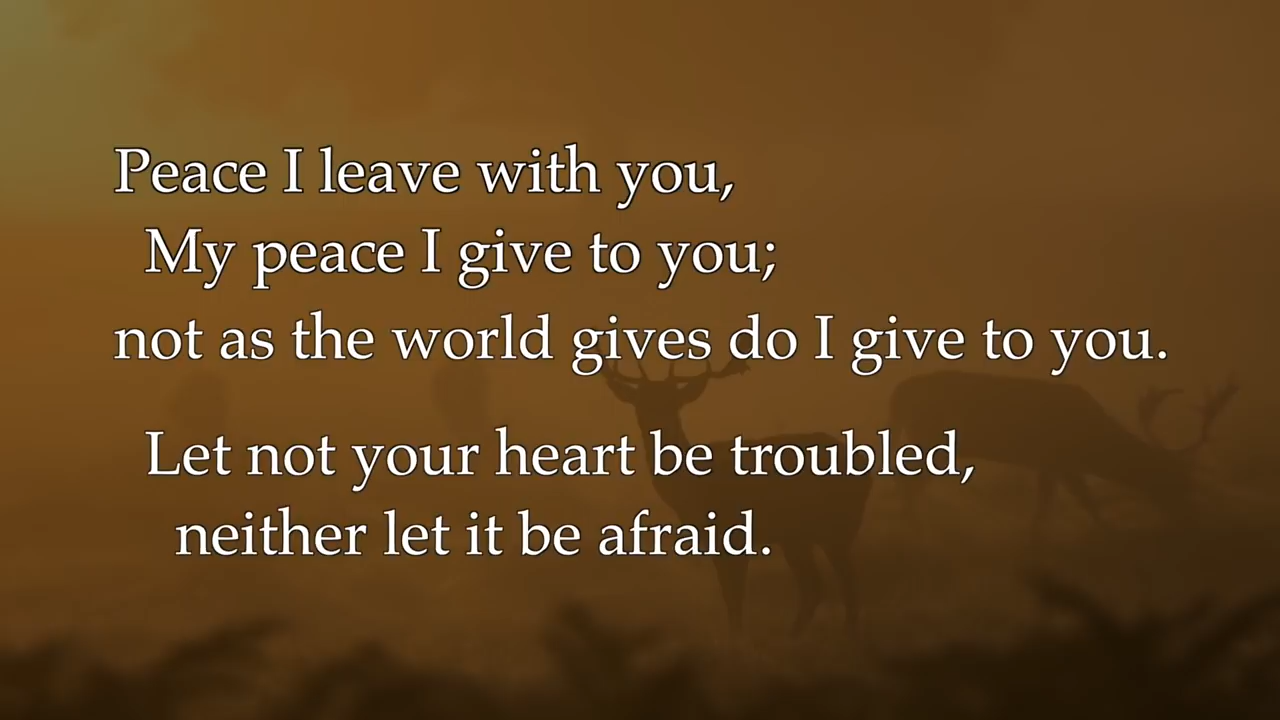 Peace I leave with you,
My peace I give to you;
not as the world gives do I give to you.
Let not your heart be troubled,
neither let it be afraid.